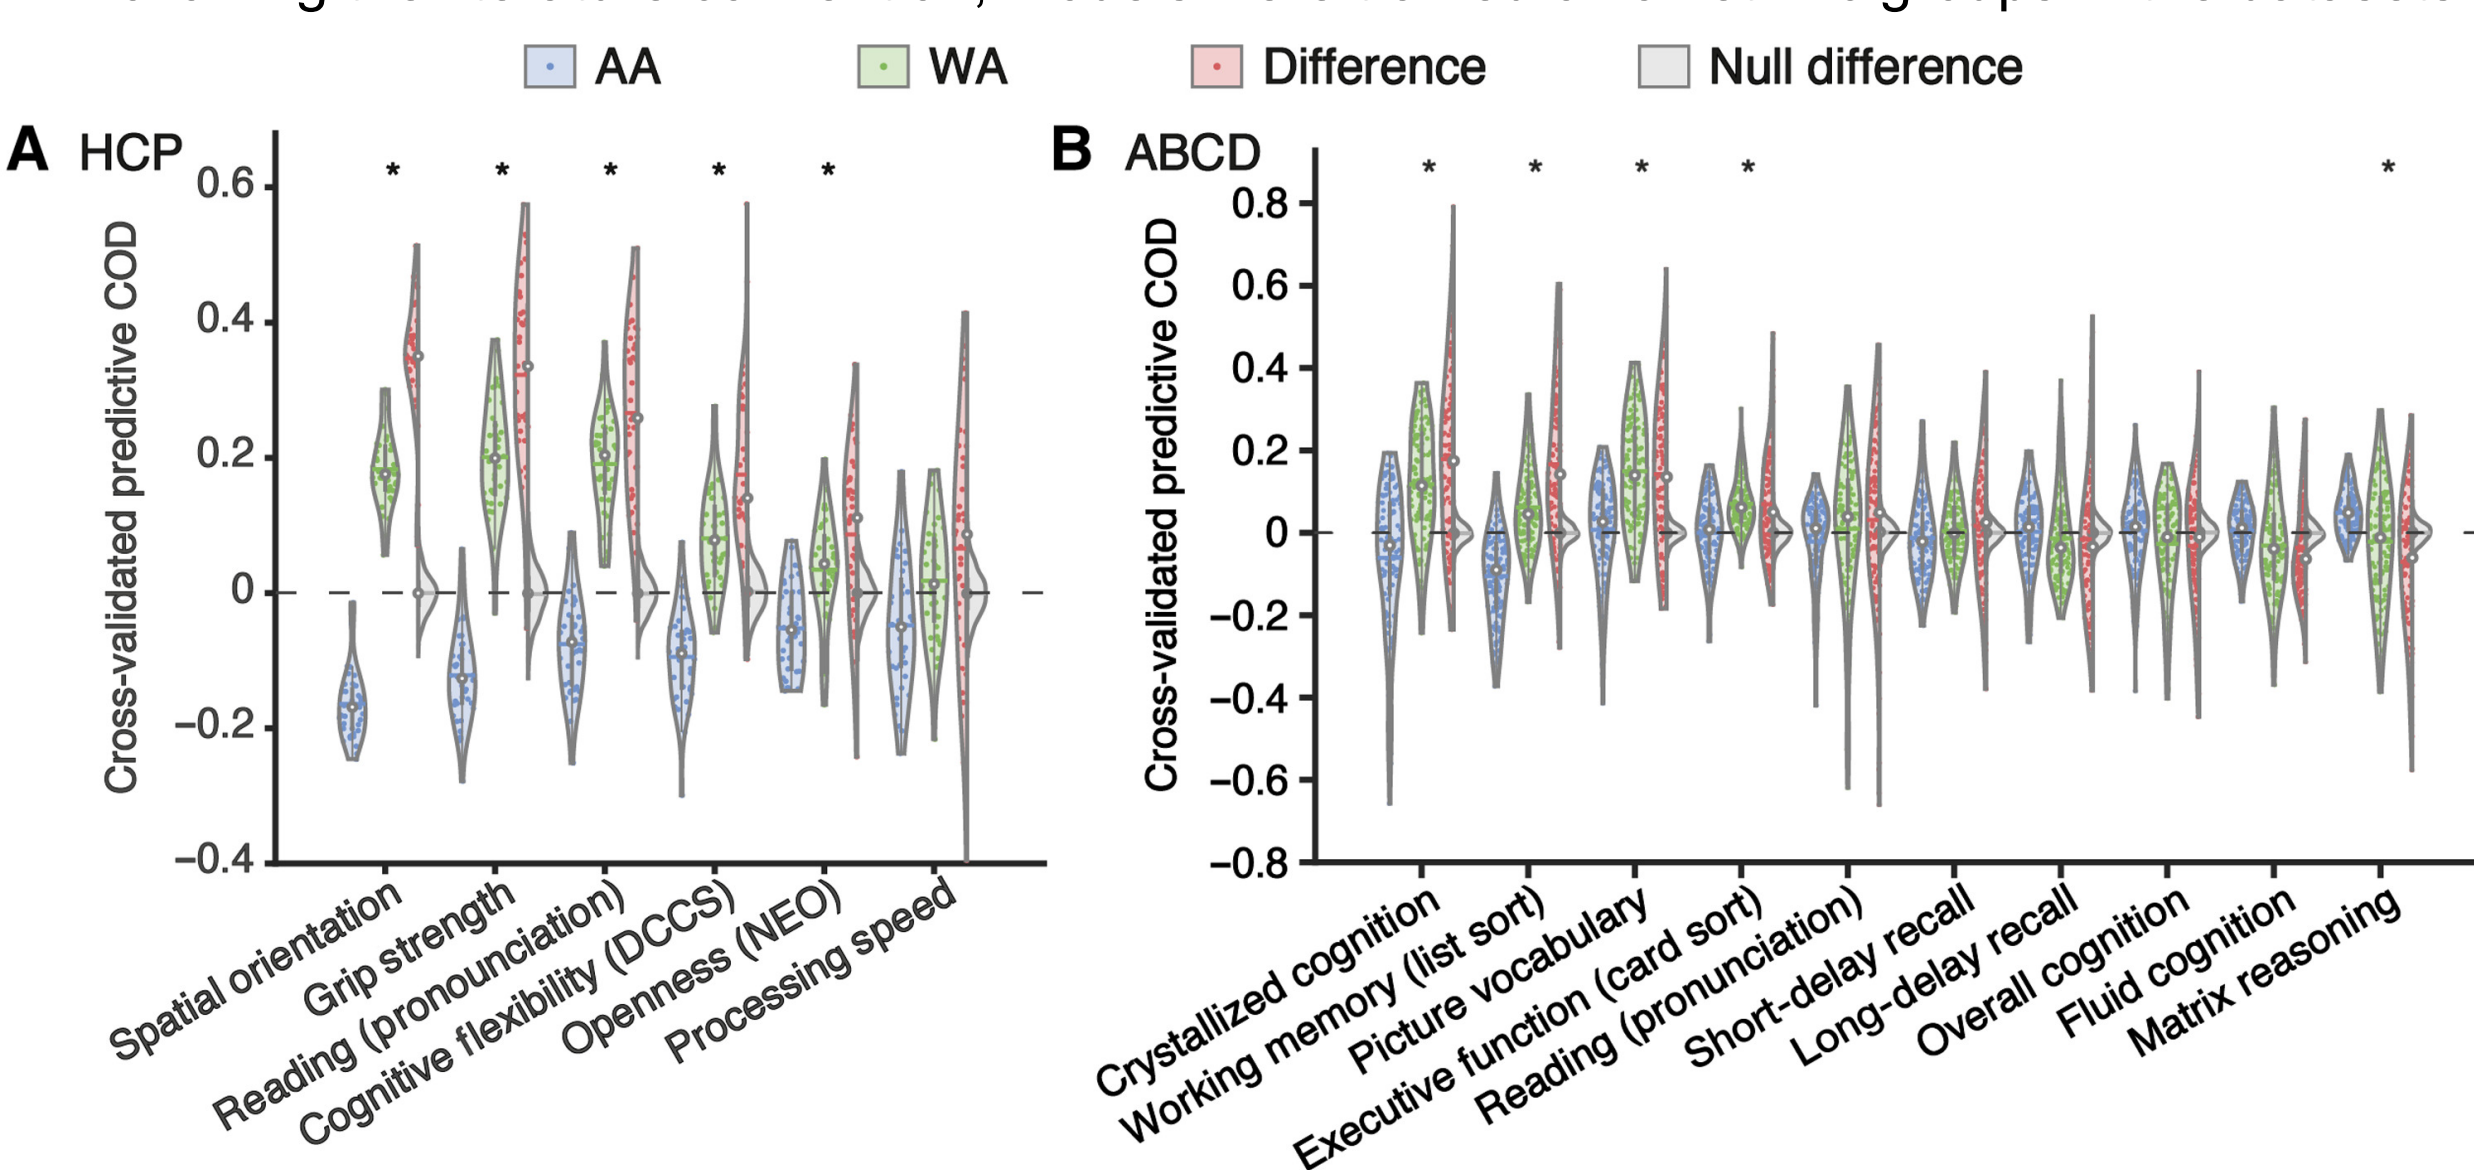 AA WA Difference Null difference
A HCP
* * * * *
Cross-validated predictive COD
0.6
0.4
0.2
0
−0.2
−0.4
Spatial orientation
Grip strength
Reading (pronounciation)
Cognitive flexibility (DCCS)
Openness (NEO)
Processing speed
B ABCD
* * * * *
Cross-validated predictive COD
0.8
0.6
0.4
0.2
0
−0.2
−0.4
−0.6
−0.8
Crystallized cognition
Working memory (list sort)
Picture vocabulary
Executive function (card sort)
Reading (pronunciation)
Short-delay recall
Long-delay recall
Overall cognition
Fluid cognition
Matrix reasoning